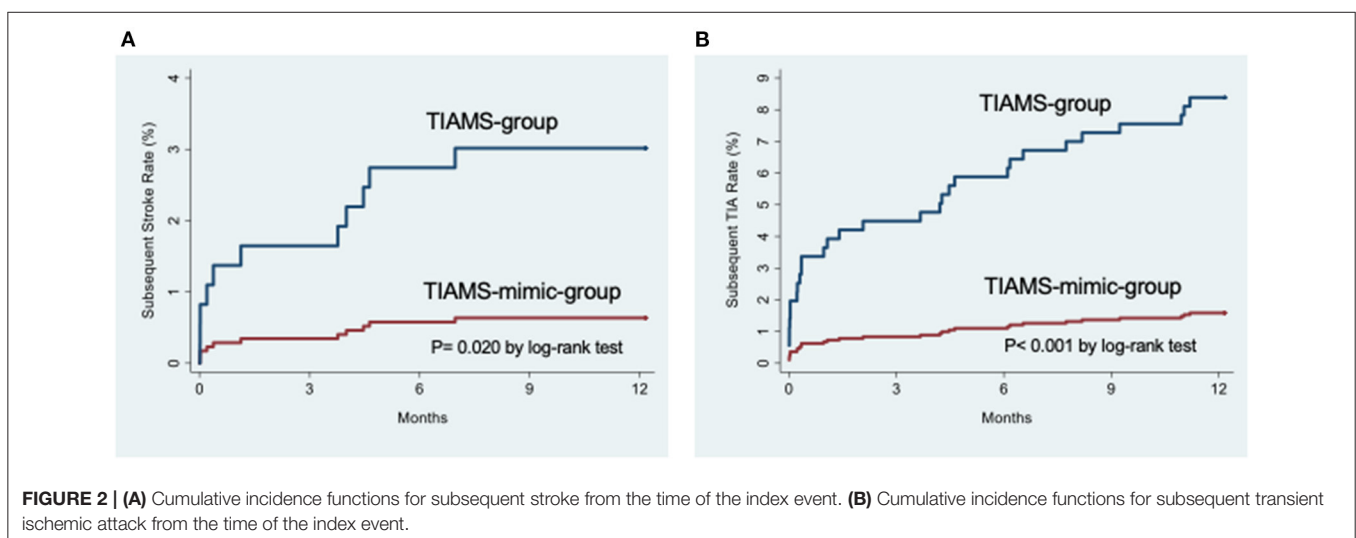 A
B
Subsequent Stroke Rate (%)
4
3
2
1
0
TIAMS-group
TIAMS-mimic-group
P= 0.020 by log-rank test
0 3 6 9 12
Months
Subsequent TIA Rate (%)
9
8
7
6
5
4
3
2
1
0
TIAMS-group
TIAMS-mimic-group
P< 0.001 by log-rank test
0 3 6 9 12
Months
FIGURE 2 | (A) Cumulative incidence functions for subsequent stroke from the time of the index event. (B) Cumulative incidence functions for subsequent transient
ischemic attack from the time of the index event.